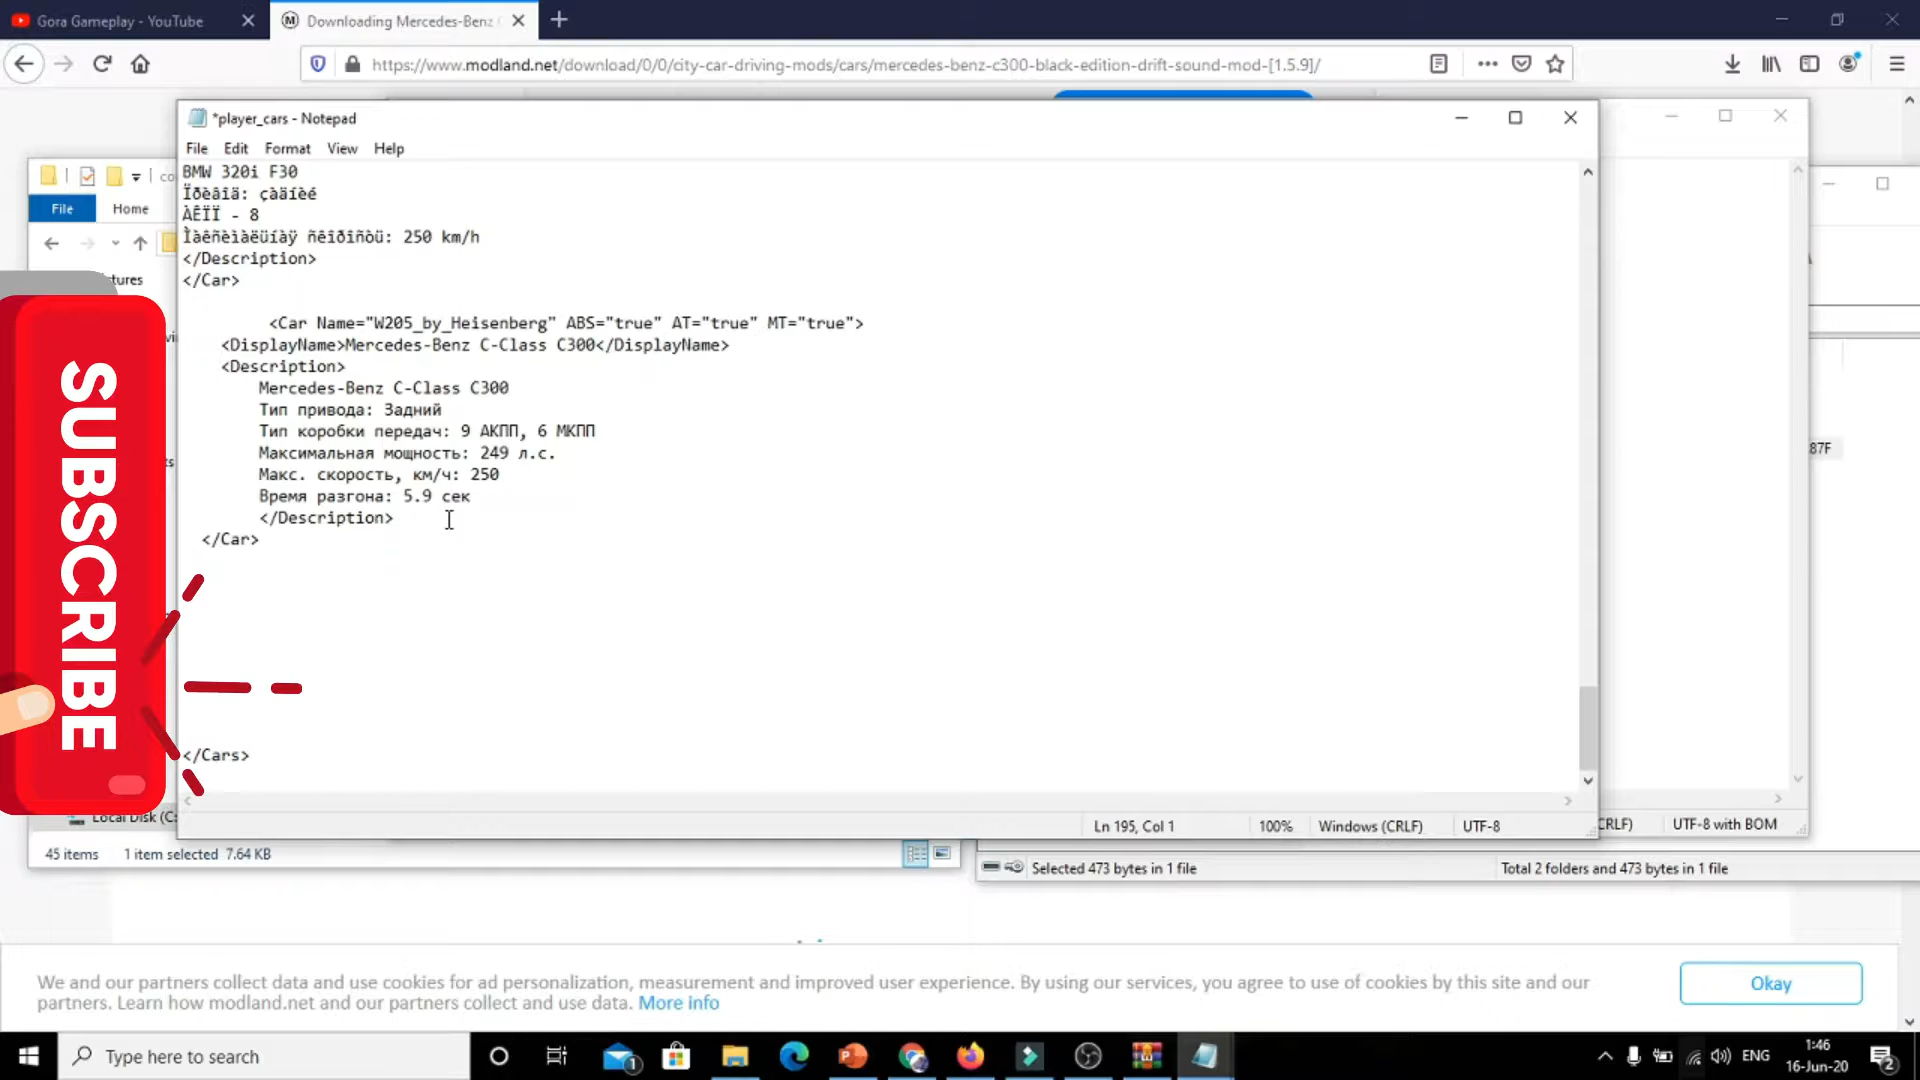 Gora Gameplay - YouTube
Downloading Mercedes-Benz
https://www.modland.net/download/0/0/city-car-driving-mods/cars/mercedes-benz-c300-black-edition-drift-sound-mod-[1.5.9]/
*player_cars - Notepad
File Edit Format View Help
BMW 320i F30
Ïðèâîä: çàäíèé
ÀÊÏÏ - 8
Ìàêñèìàëüíàÿ ñêîðîñòü: 250 km/h
</Description>
</Car>
<Car Name="W205_by_Heisenberg" ABS="true" AT="true" MT="true">
<DisplayName>Mercedes-Benz C-Class C300</DisplayName>
<Description>
Mercedes-Benz C-Class C300
Тип привода: Задний
Тип коробки передач: 9 АКПП, 6 МКПП
Максимальная мощность: 249 л.с.
Макс. скорость, км/ч: 250
Время разгона: 5.9 сек
</Description>
</Car>
</Cars>
Ln 195, Col 1
100%
Windows (CRLF)
UTF-8
CRLF)
UTF-8 with BOM
File
Home
co
tures
87F
SUBSCRIBE
Local Disk (C:
45 items 1 item selected 7.64 KB
Selected 473 bytes in 1 file
Total 2 folders and 473 bytes in 1 file
We and our partners collect data and use cookies for ad personalization, measurement and improved user experience. By using our services, you agree to use of cookies by this site and our
partners. Learn how modland.net and our partners collect and use data. More info
Okay
Type here to search
1
ENG
1:46
16-Jun-20
2